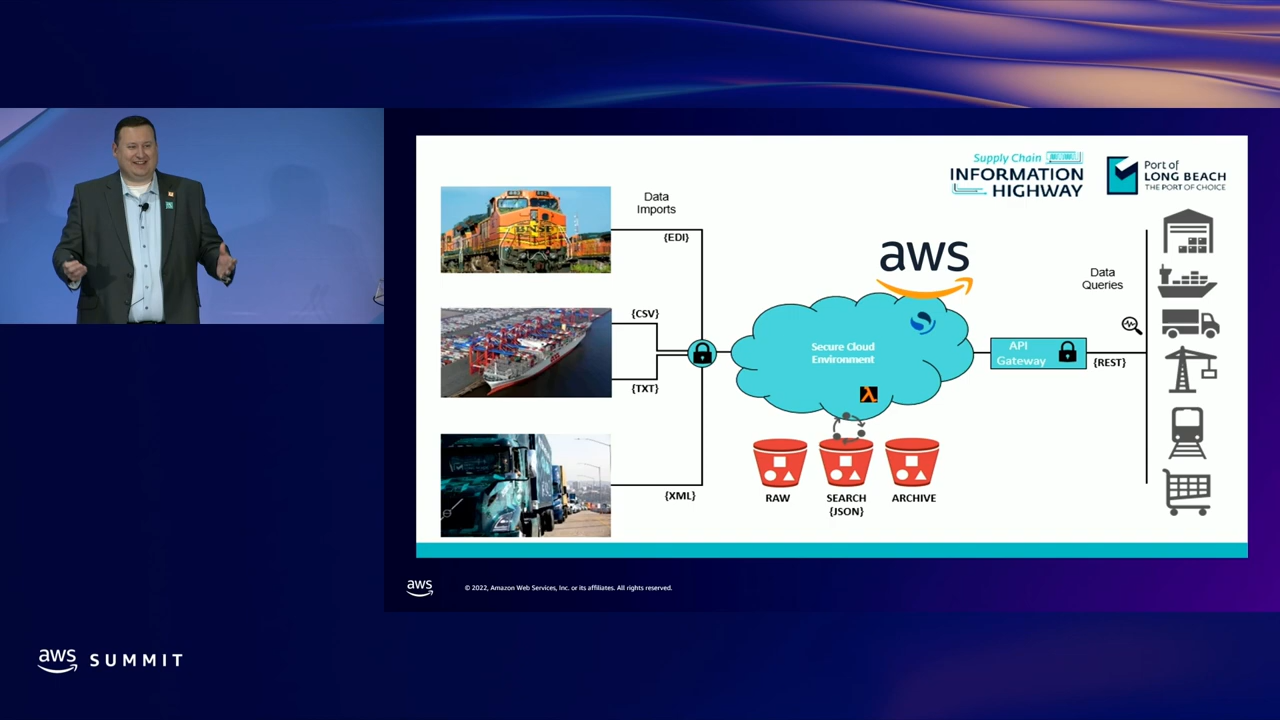 Supply Chain
INFORMATION
HIGHWAY
Port of
LONG BEACH
THE PORT OF CHOICE
Data
Imports
{EDI}
BNSF
{CSV}
{TXT}
{XML}
aws
Secure Cloud
Environment
RAW
SEARCH
{JSON}
ARCHIVE
API
Gateway
Data
Queries
{REST}
aws
© 2022, Amazon Web Services, Inc. or its affiliates. All rights reserved.
aws SUMMIT